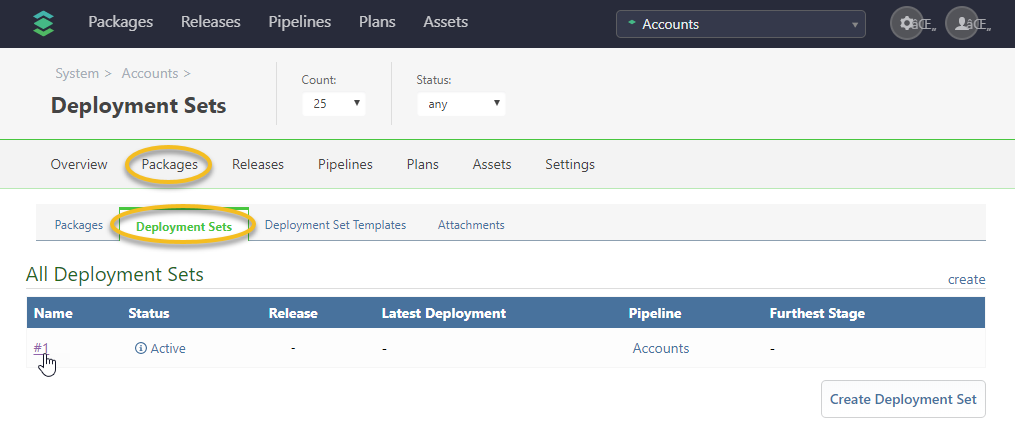 Packages Releases Pipelines Plans Assets Accounts âŒ„ âŒ„
System > Accounts >
Deployment Sets
Count:
25
Status:
any
Overview Packages Releases Pipelines Plans Assets Settings
Packages Deployment Sets Deployment Set Templates Attachments
All Deployment Sets create
Name Status Release Latest Deployment Pipeline Furthest Stage
#1 Active - - Accounts -
Create Deployment Set